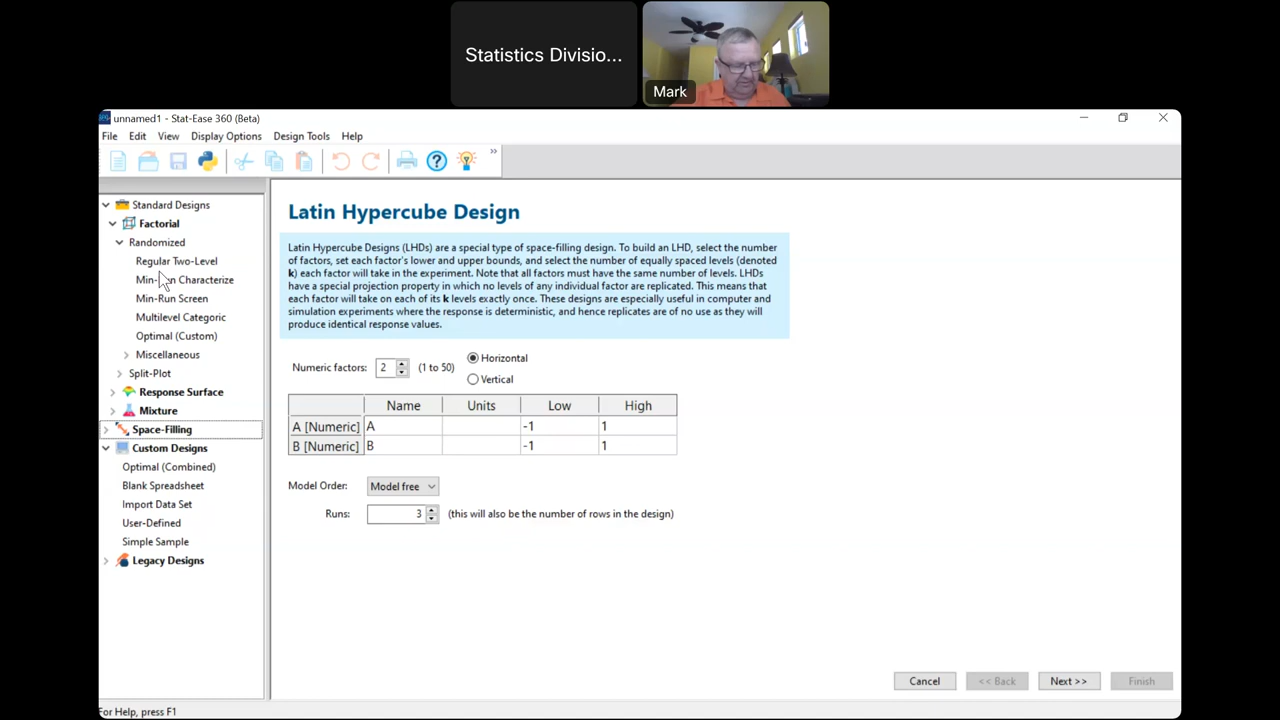 Statistics Divisio...
Mark
unnamed1 - Stat-Ease 360 (Beta)
File Edit View Display Options Design Tools Help
»
Standard Designs
Factorial
Randomized
Regular Two-Level
Characterize
Min-Run Screen
Multilevel Categoric
Optimal (Custom)
Miscellaneous
Split-Plot
Response Surface
Mixture
Space-Filling
Custom Designs
Optimal (Combined)
Blank Spreadsheet
Import Data Set
User-Defined
Simple Sample
Legacy Designs
Latin Hypercube Design
Latin Hypercube Designs (LHDs) are a special type of space-filling design. To build an LHD, select the number
of factors, set each factor's lower and upper bounds, and select the number of equally spaced levels (denoted
k) each factor will take in the experiment. Note that all factors must have the same number of levels. LHDs
have a special projection property in which no levels of any individual factor are replicated. This means that
each factor will take on each of its k levels exactly once. These designs are especially useful in computer and
simulation experiments where the response is deterministic, and hence replicates are of no use as they will
produce identical response values.
Numeric factors: 2 (1 to 50)
Horizontal
Vertical
Name Units Low High
A [Numeric] A -1 1
B [Numeric] B -1 1
Model Order: Model free
Runs: 3 (this will also be the number of rows in the design)
Cancel << Back Next >> Finish
For Help, press F1